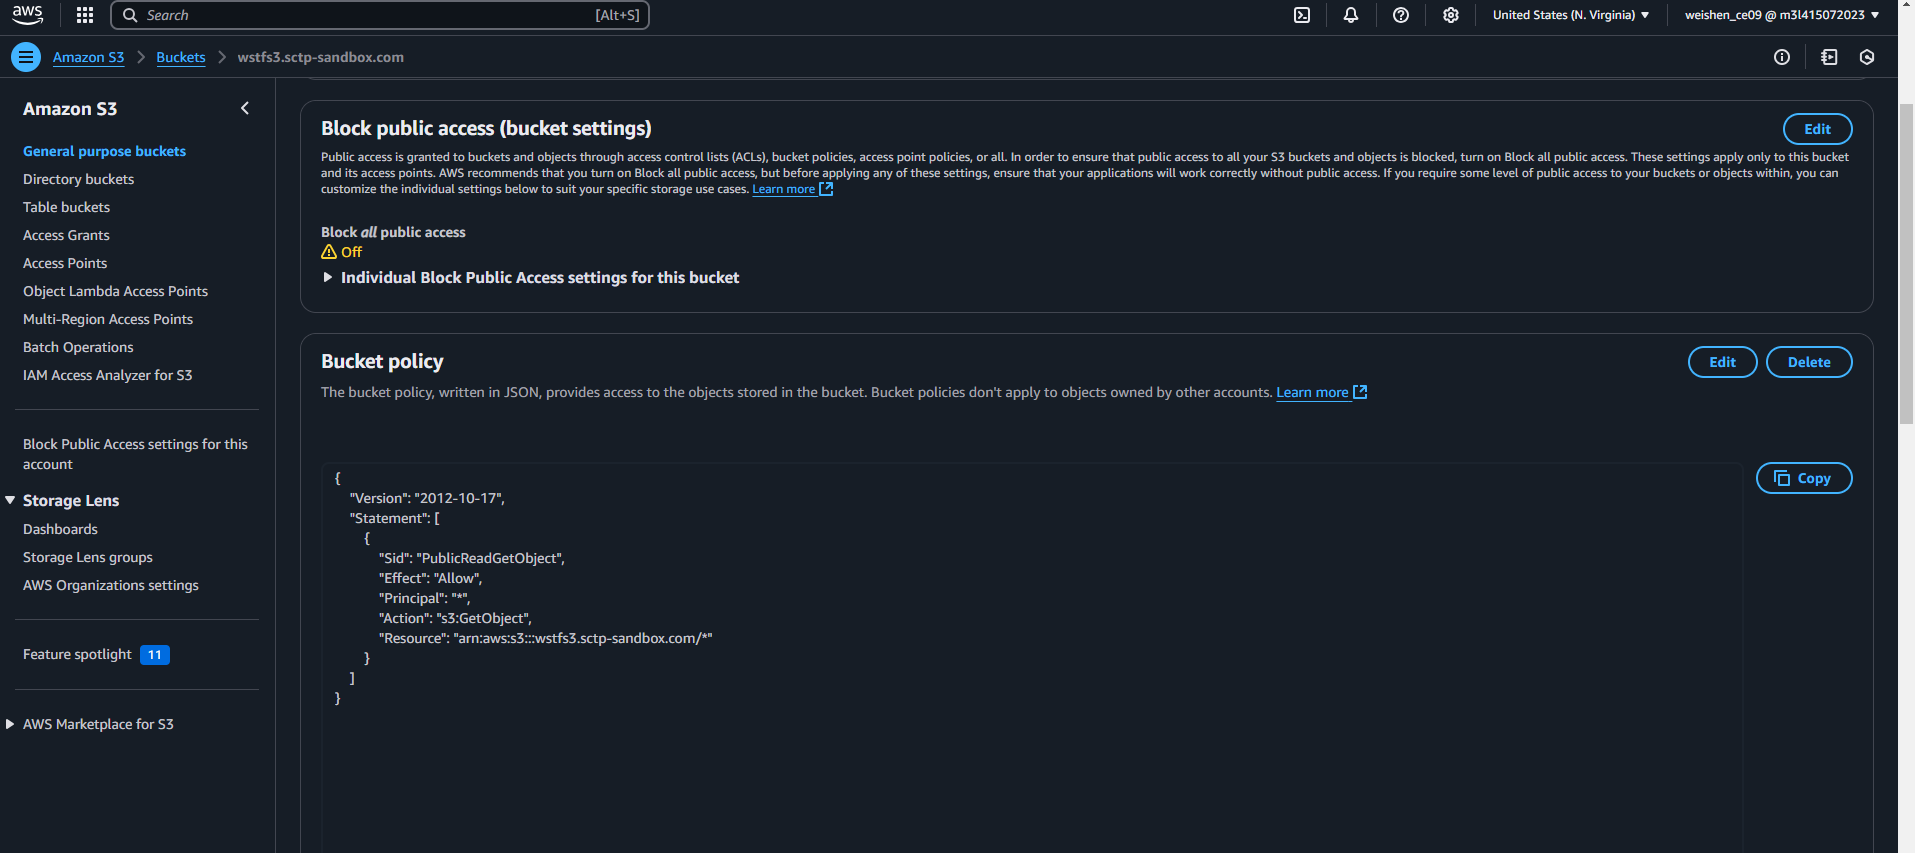 aws
Search [Alt+S]
United States (N. Virginia)
weishen_ce09 @ m3l415072023
Amazon S3
Buckets
wstfs3.sctp-sandbox.com
Amazon S3
General purpose buckets
Directory buckets
Table buckets
Access Grants
Access Points
Object Lambda Access Points
Multi-Region Access Points
Batch Operations
IAM Access Analyzer for S3
Block Public Access settings for this
account
Storage Lens
Dashboards
Storage Lens groups
AWS Organizations settings
Feature spotlight 11
AWS Marketplace for S3
Block public access (bucket settings)
Edit
Public access is granted to buckets and objects through access control lists (ACLs), bucket policies, access point policies, or all. In order to ensure that public access to all your S3 buckets and objects is blocked, turn on Block all public access. These settings apply only to this bucket
and its access points. AWS recommends that you turn on Block all public access, but before applying any of these settings, ensure that your applications will work correctly without public access. If you require some level of public access to your buckets or objects within, you can
customize the individual settings below to suit your specific storage use cases. Learn more
Block all public access
Off
Individual Block Public Access settings for this bucket
Bucket policy
Edit
Delete
The bucket policy, written in JSON, provides access to the objects stored in the bucket. Bucket policies don't apply to objects owned by other accounts. Learn more
Copy
{
"Version": "2012-10-17",
"Statement": [
{
"Sid": "PublicReadGetObject",
"Effect": "Allow",
"Principal": "*",
"Action": "s3:GetObject",
"Resource": "arn:aws:s3:::wstfs3.sctp-sandbox.com/*"
}
]
}